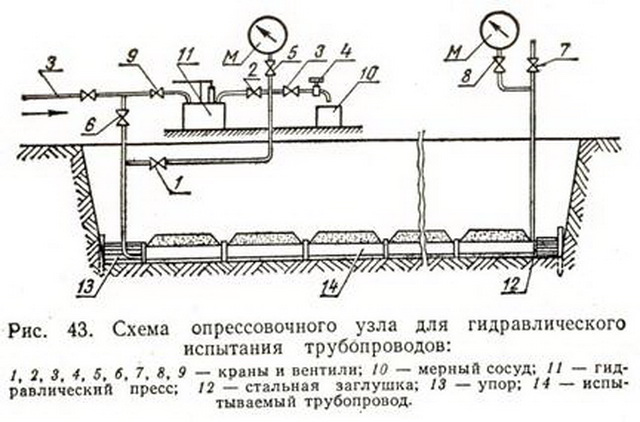 М
5
3
4
М
7
3
9
11
2
8
10
6
1
13
14
12
Рис. 43. Схема опрессовочного узла для гидравлического
испытания трубопроводов:
1, 2, 3, 4, 5, 6, 7, 8, 9 — краны и вентили; 10 — мерный сосуд; 11 — гид-
равлический пресс; 12 — стальная заглушка; 13 — упор; 14 — испы-
тываемый трубопровод.